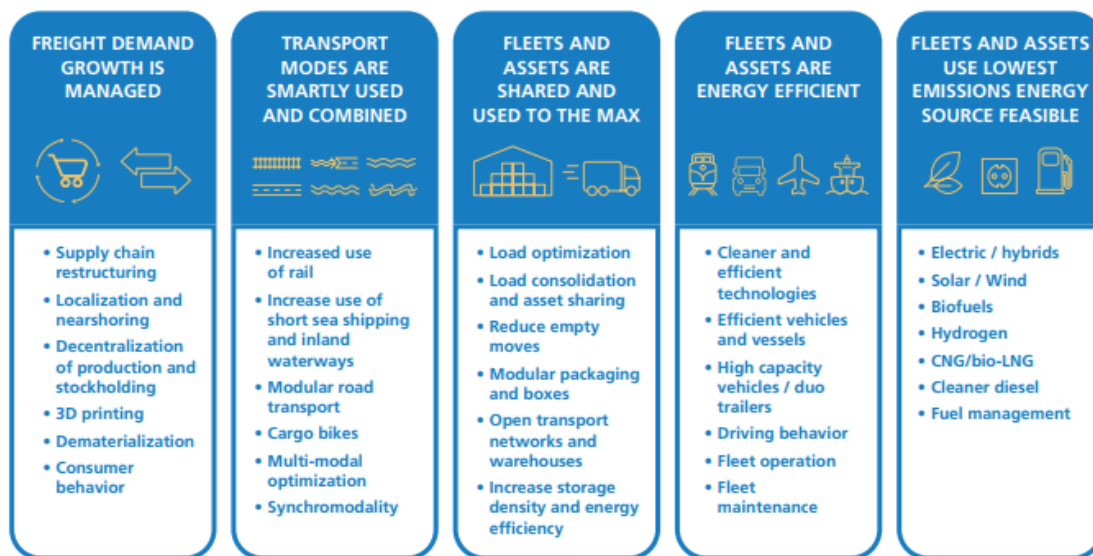 FREIGHT DEMAND
GROWTH IS
MANAGED
• Supply chain
restructuring
• Localization and
nearshoring
• Decentralization
of production and
stockholding
• 3D printing
• Dematerialization
• Consumer
behavior
TRANSPORT
MODES ARE
SMARTLY USED
AND COMBINED
• Increased use
of rail
• Increase use of
short sea shipping
and inland
waterways
• Modular road
transport
• Cargo bikes
• Multi-modal
optimization
• Synchromodality
FLEETS AND
ASSETS ARE
SHARED AND
USED TO THE MAX
• Load optimization
• Load consolidation
and asset sharing
• Reduce empty
moves
• Modular packaging
and boxes
• Open transport
networks and
warehouses
• Increase storage
density and energy
efficiency
FLEETS AND
ASSETS ARE
ENERGY EFFICIENT
• Cleaner and
efficient
technologies
• Efficient vehicles
and vessels
• High capacity
vehicles / duo
trailers
• Driving behavior
• Fleet operation
• Fleet
maintenance
FLEETS AND ASSETS
USE LOWEST
EMISSIONS ENERGY
SOURCE FEASIBLE
• Electric / hybrids
• Solar / Wind
• Biofuels
• Hydrogen
• CNG/bio-LNG
• Cleaner diesel
• Fuel management